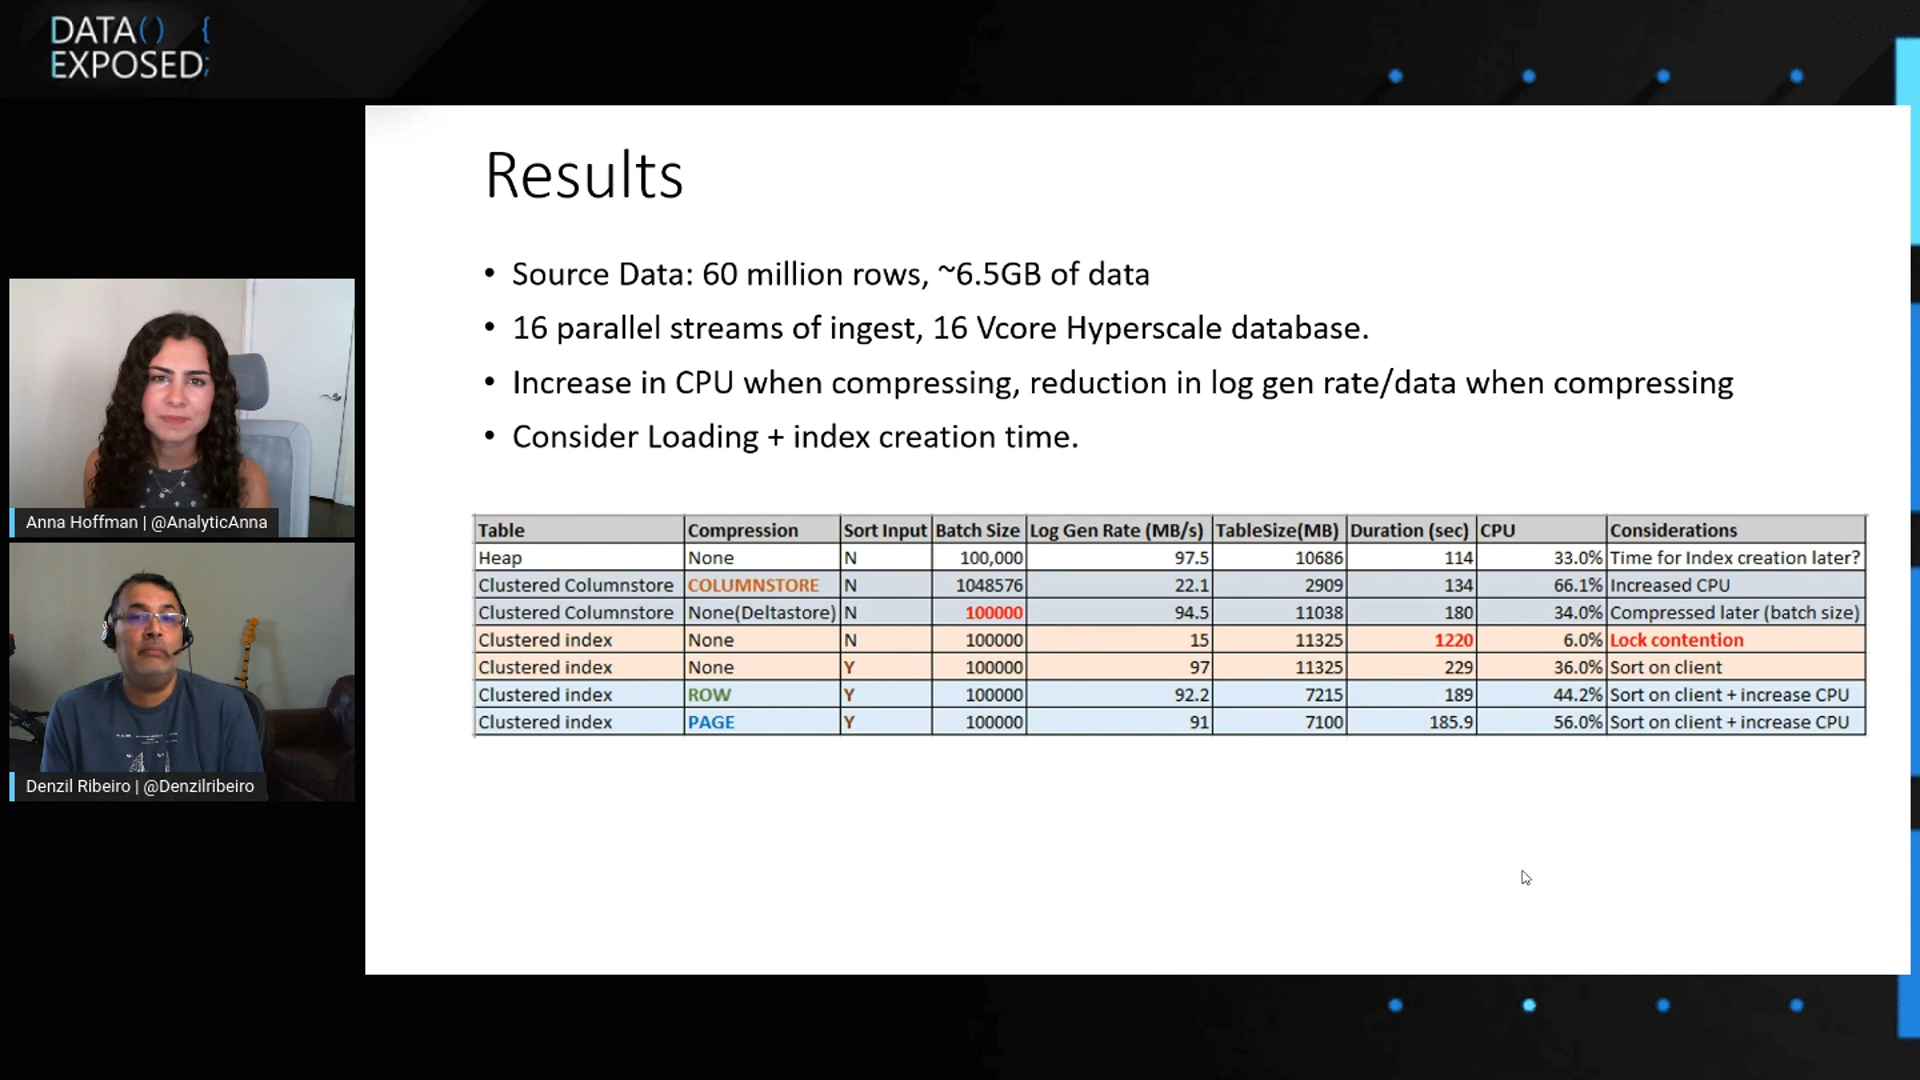 DATA() {
EXPOSED;
Results
• Source Data: 60 million rows, ~6.5GB of data
• 16 parallel streams of ingest, 16 Vcore Hyperscale database.
• Increase in CPU when compressing, reduction in log gen rate/data when compressing
• Consider Loading + index creation time.
Table Compression Sort Input Batch Size Log Gen Rate (MB/s) TableSize(MB) Duration (sec) CPU Considerations
Heap None N 100,000 97.5 10686 114 33.0% Time for Index creation later?
Clustered Columnstore COLUMNSTORE N 1048576 22.1 2909 134 66.1% Increased CPU
Clustered Columnstore None(Deltastore) N 100000 94.5 11038 180 34.0% Compressed later (batch size)
Clustered index None N 100000 15 11325 1220 6.0% Lock contention
Clustered index None Y 100000 97 11325 229 36.0% Sort on client
Clustered index ROW Y 100000 92.2 7215 189 44.2% Sort on client + increase CPU
Clustered index PAGE Y 100000 91 7100 185.9 56.0% Sort on client + increase CPU
Anna Hoffman | @AnalyticAnna
Denzil Ribeiro | @Denzilribeiro